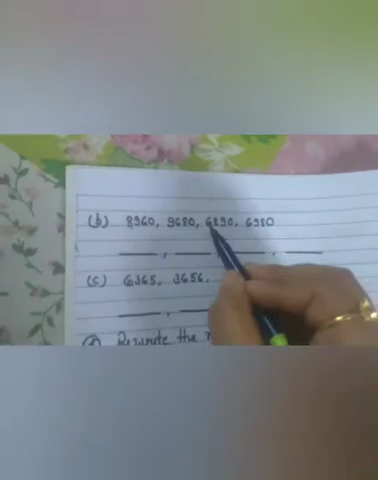 (b) 8960, 9680, 6890, 6980
(c) 6365, 3656,
Rewrite the